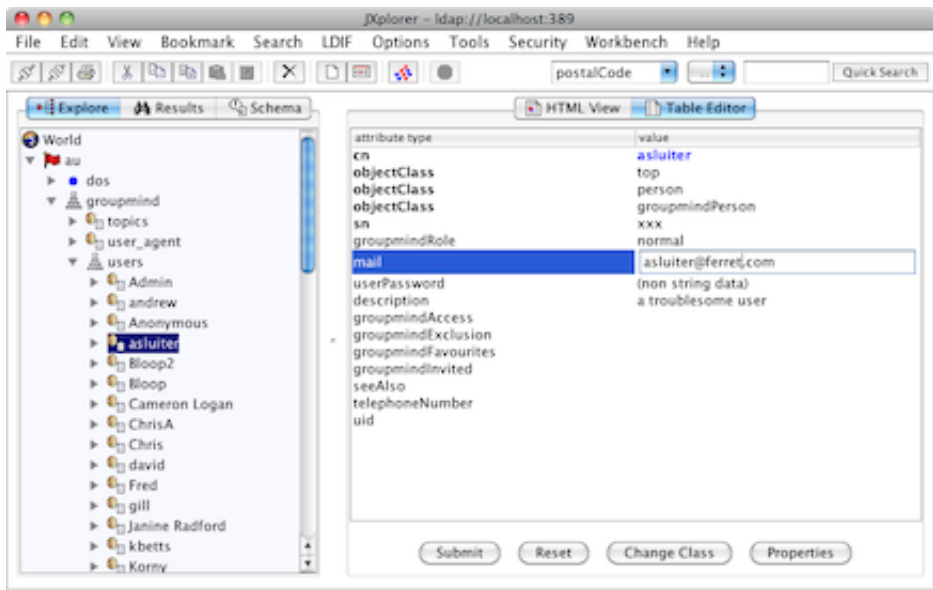 JXplorer - ldap://localhost:389
File Edit View Bookmark Search LDIF Options Tools Security Workbench Help
postalCode ... Quick Search
Explore Results Schema
HTML View Table Editor
World
au
dos
groupmind
topics
user_agent
users
Admin
andrew
Anonymous
asluiter
Bloop2
Bloop
Cameron Logan
ChrisA
Chris
david
Fred
gill
Janine Radford
kbetts
Korny
attribute type value
cn asluiter
objectClass top
objectClass person
objectClass groupmindPerson
sn xxx
groupmindRole normal
mail asluiter@ferret.com
userPassword (non string data)
description a troublesome user
groupmindAccess
groupmindExclusion
groupmindFavourites
groupmindInvited
seeAlso
telephoneNumber
uid
Submit Reset Change Class Properties